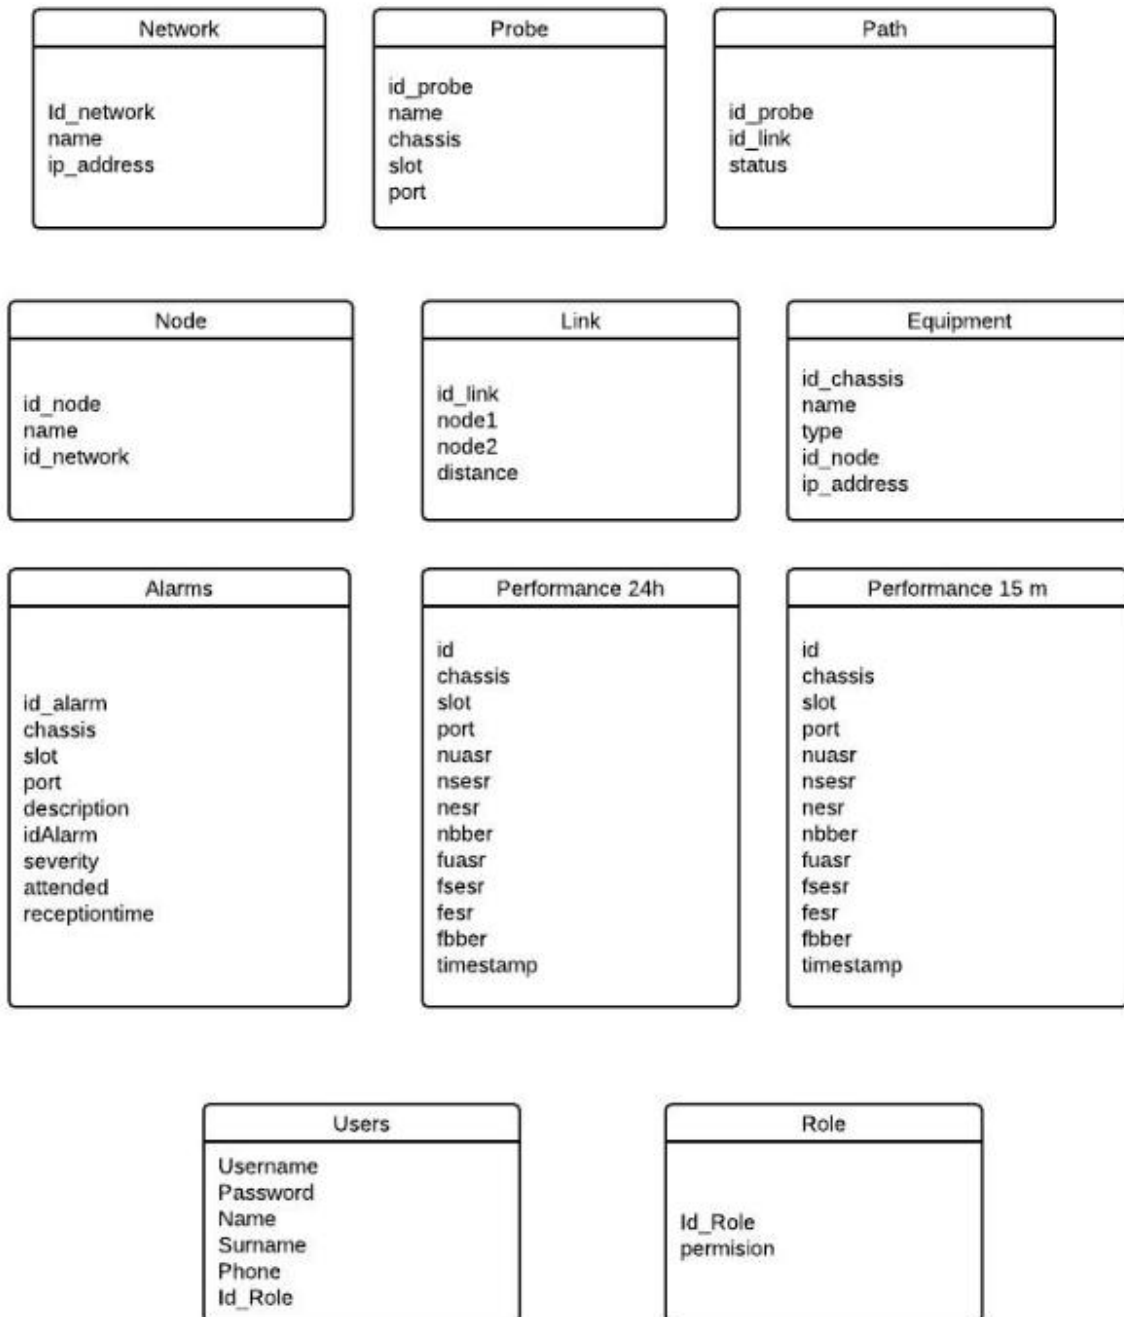 Network
Id_network
name
ip_address
Probe
id_probe
name
chassis
slot
port
Path
id_probe
id_link
status
Node
id_node
name
id_network
Link
id_link
node1
node2
distance
Equipment
id_chassis
name
type
id_node
ip_address
Alarms
id_alarm
chassis
slot
port
description
idAlarm
severity
attended
receptiontime
Performance 24h
id
chassis
slot
port
nuasr
nsesr
nesr
nbber
fuasr
fsesr
fesr
fbber
timestamp
Performance 15 m
id
chassis
slot
port
nuasr
nsesr
nesr
nbber
fuasr
fsesr
fesr
fbber
timestamp
Users
Username
Password
Name
Surname
Phone
Id_Role
Role
Id_Role
permision